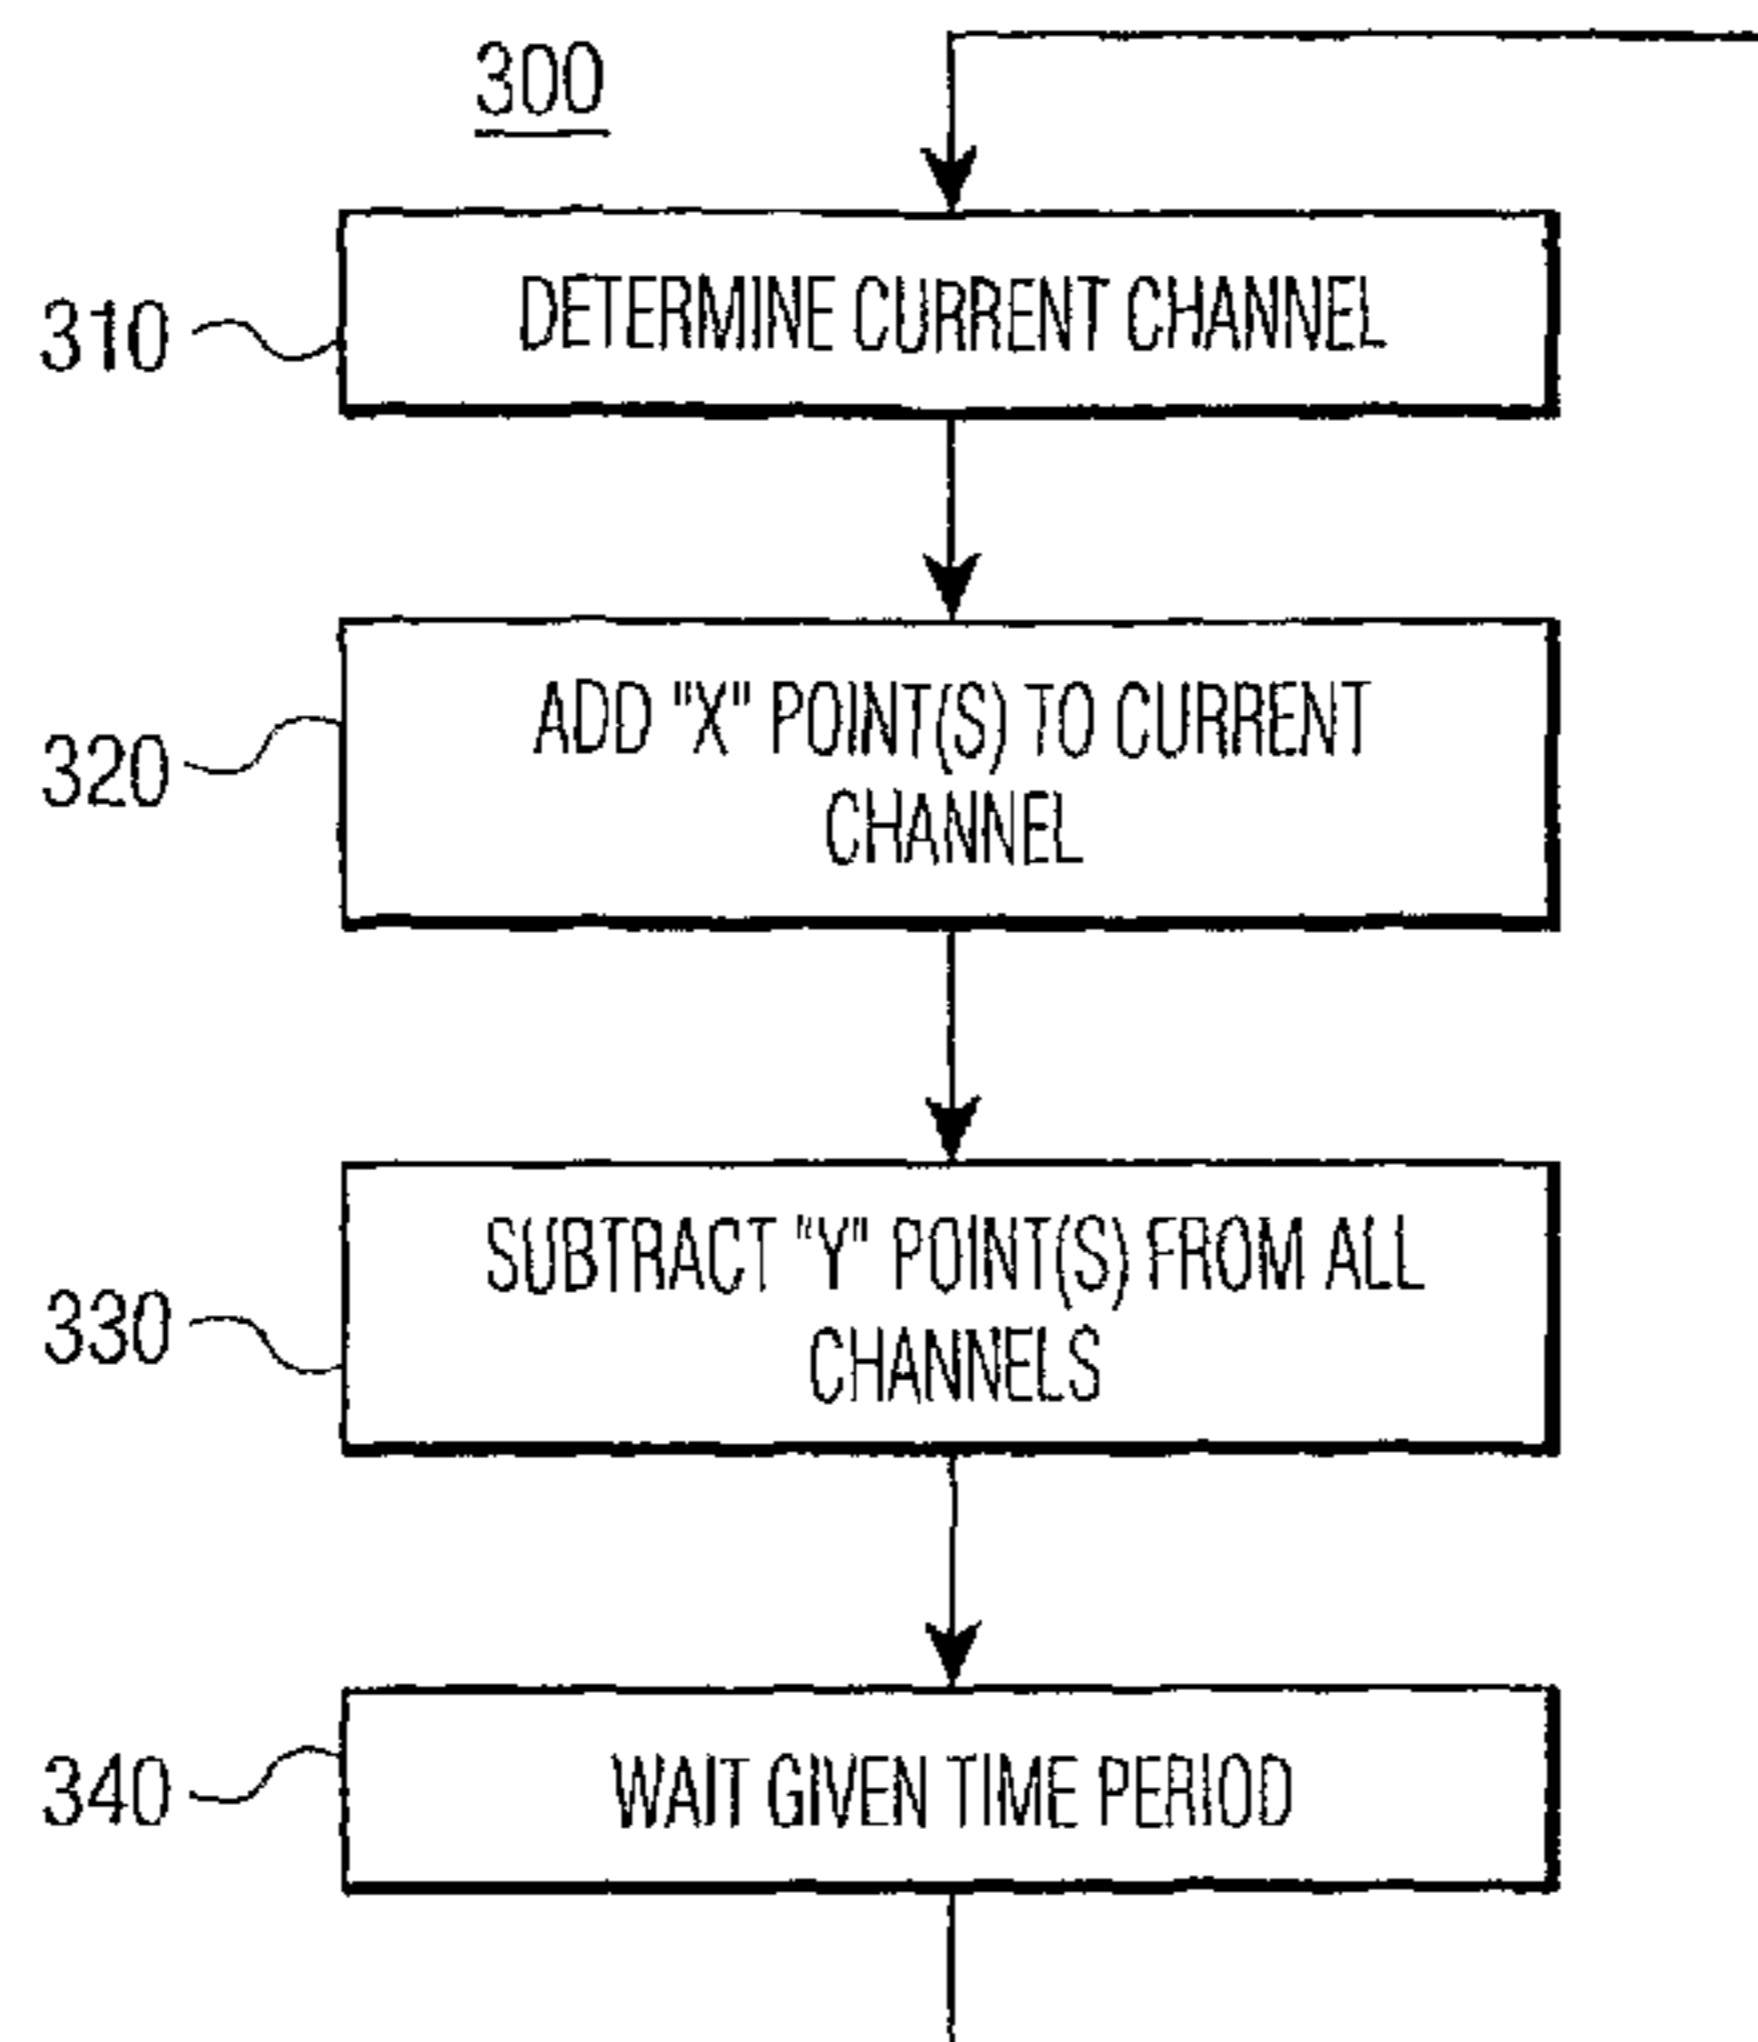 300
310
DETERMINE CURRENT CHANNEL
320
ADD "X" POINT(S) TO CURRENT
CHANNEL
330
SUBTRACT "Y" POINT(S) FROM ALL
CHANNELS
340
WAIT GIVEN TIME PERIOD